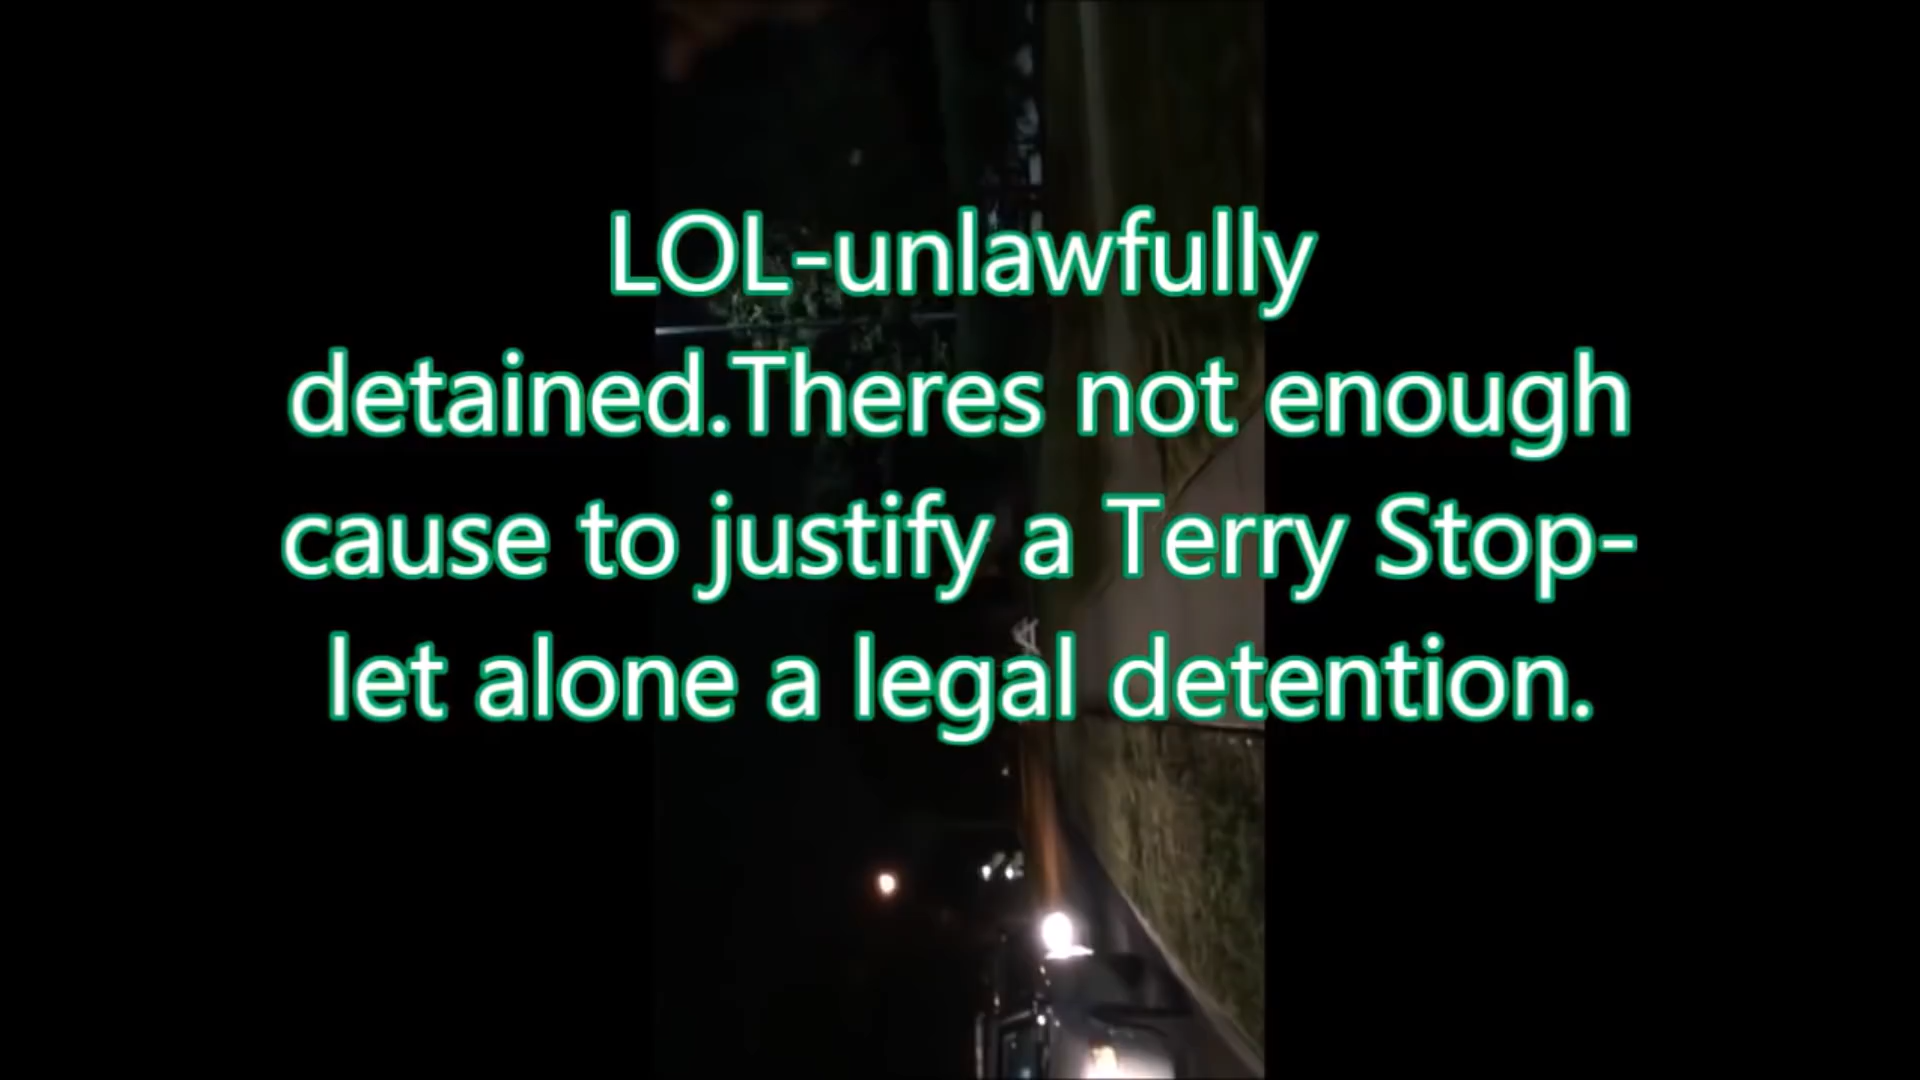 LOL-unlawfully
detained.Theres not enough
cause to justify a Terry Stop-
let alone a legal detention.